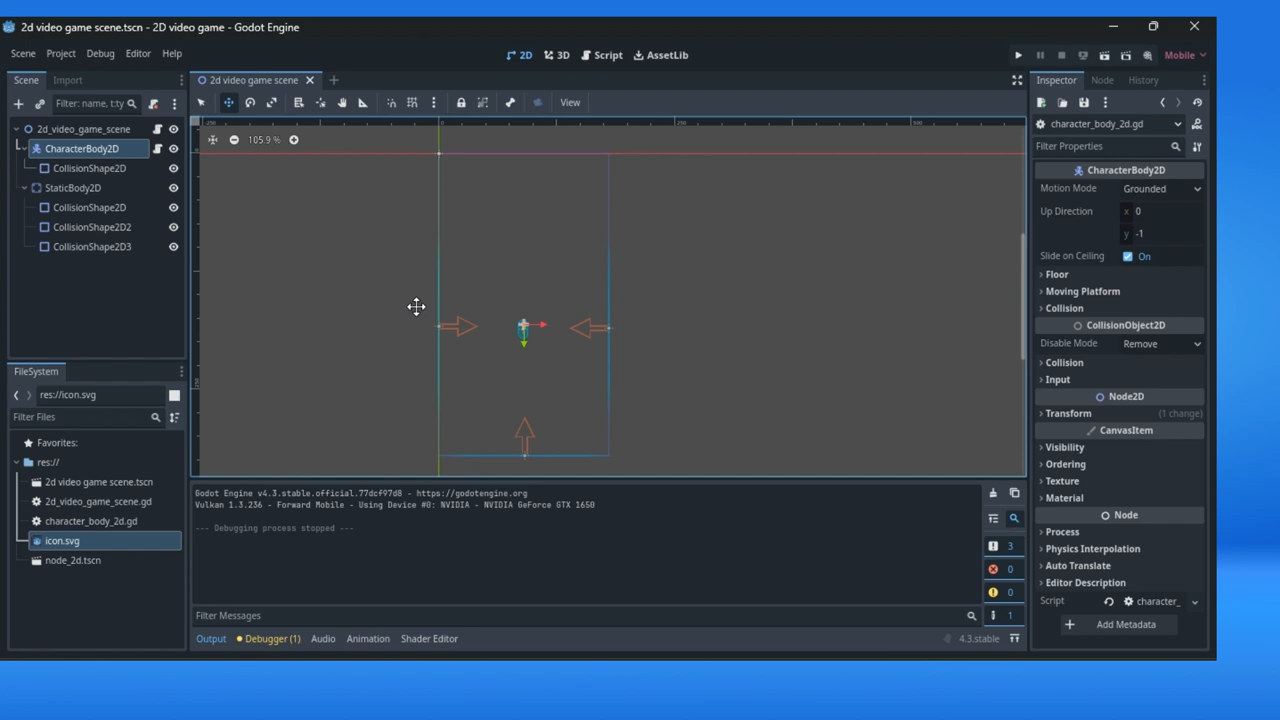 2d video game scene.tscn - 2D video game - Godot Engine
Scene Project Debug Editor Help
2D 3D Script AssetLib
Mobile
Scene Import
2d video game scene
Inspector Node History
Filter: name, t:ty
View
character_body_2d.gd
2d_video_game_scene
CharacterBody2D
CollisionShape2D
StaticBody2D
CollisionShape2D
CollisionShape2D2
CollisionShape2D3
-250 0 250 500
105.9 %
Filter Properties
CharacterBody2D
Motion Mode Grounded
Up Direction x 0
y -1
Slide on Ceiling On
Floor
Moving Platform
Collision
CollisionObject2D
Disable Mode Remove
Collision
Input
Node2D
Transform (1 change)
CanvasItem
Visibility
Ordering
Texture
Material
Node
Process
Physics Interpolation
Auto Translate
Editor Description
Script character_
Add Metadata
FileSystem
res://icon.svg
Filter Files
Favorites:
res://
2d video game scene.tscn
2d_video_game_scene.gd
character_body_2d.gd
icon.svg
node_2d.tscn
Godot Engine v4.3.stable.official.77dcf97d8 - https://godotengine.org
Vulkan 1.3.236 - Forward Mobile - Using Device #0: NVIDIA - NVIDIA GeForce GTX 1650
--- Debugging process stopped ---
3
0
0
1
Filter Messages
Output Debugger (1) Audio Animation Shader Editor
4.3.stable